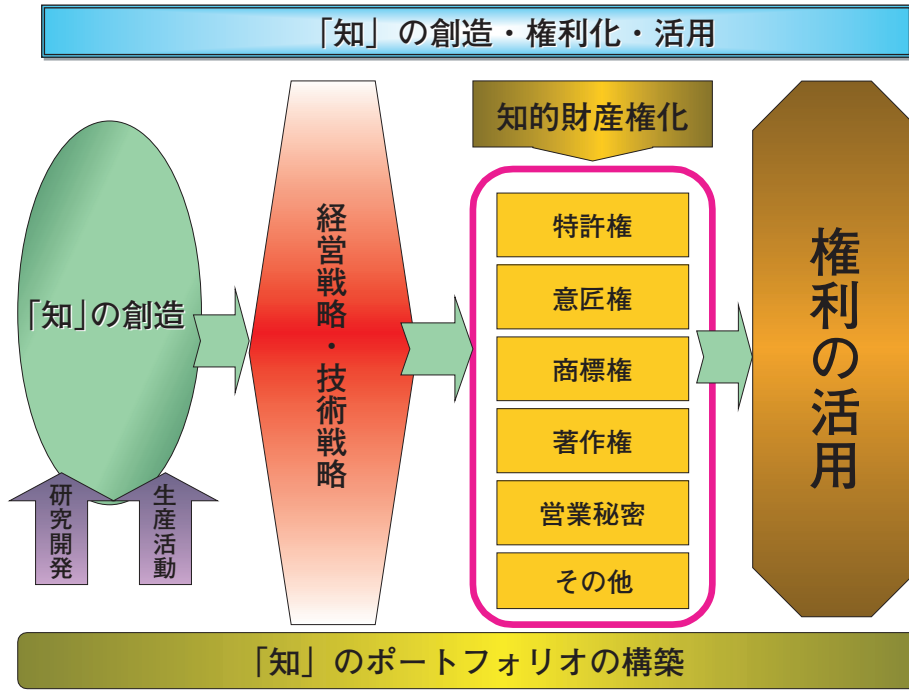 「知」の創造・権利化・活用
「知」の創造
研究開発
生産活動
経営戦略・技術戦略
知的財産権化
特許権
意匠権
商標権
著作権
営業秘密
その他
権利の活用
「知」のポートフォリオの構築